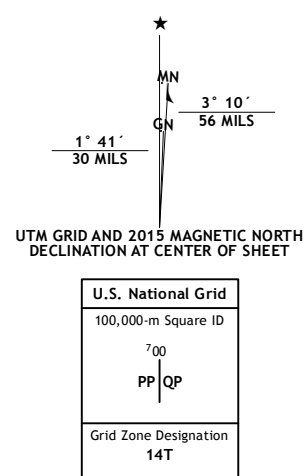 ★
MN
3° 10´
56 MILS
GN
1° 41´
30 MILS
UTM GRID AND 2015 MAGNETIC NORTH
DECLINATION AT CENTER OF SHEET
U.S. National Grid
100,000-m Square ID
⁷00
PP QP
Grid Zone Designation
14T